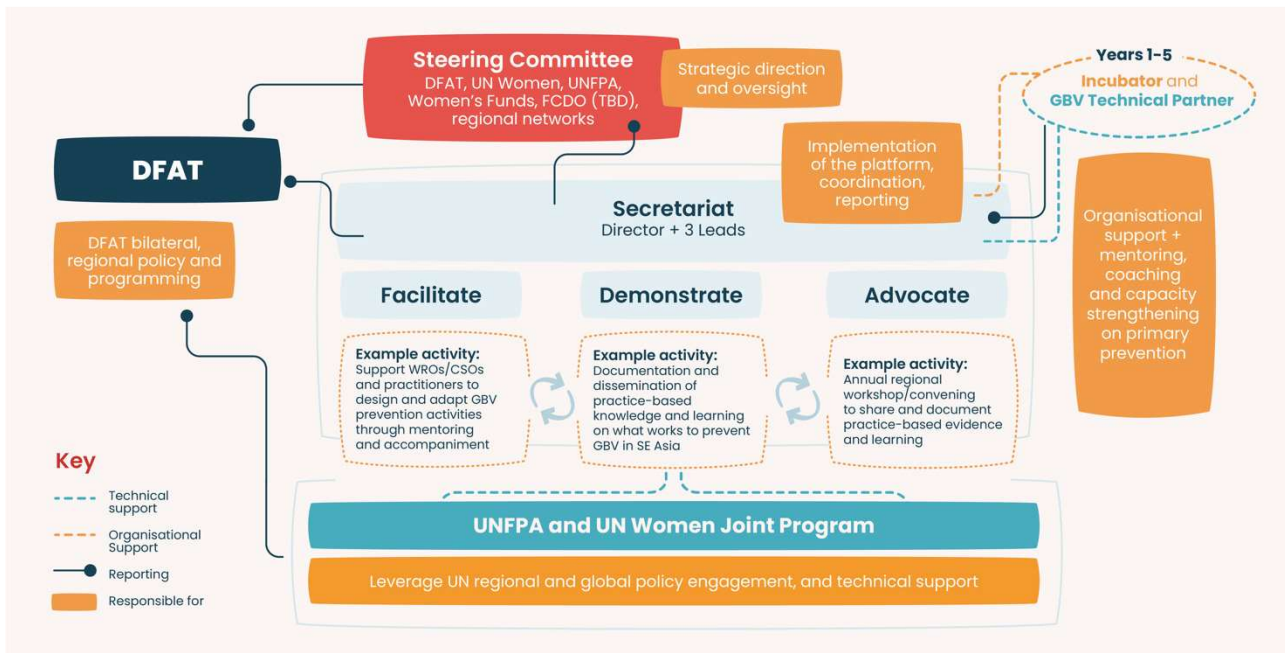 Steering Committee
DFAT, UN Women, UNFPA,
Women's Funds, FCDO (TBD),
regional networks
Strategic direction
and oversight
Years 1-5
Incubator and
GBV Technical Partner
DFAT
Implementation
of the platform,
coordination,
reporting
DFAT bilateral,
regional policy and
programming
Secretariat
Director + 3 Leads
Organisational
support +
mentoring,
coaching
and capacity
strengthening
on primary
prevention
Facilitate
Demonstrate
Advocate
Example activity:
Support WROs/CSOs
and practitioners to
design and adapt GBV
prevention activities
through mentoring
and accompaniment
Example activity:
Documentation and
dissemination of
practice-based
knowledge and learning
on what works to prevent
GBV in SE Asia
Example activity:
Annual regional
workshop/convening
to share and document
practice-based evidence
and learning
Key
Technical
support
Organisational
Support
Reporting
Responsible for
UNFPA and UN Women Joint Program
Leverage UN regional and global policy engagement, and technical support